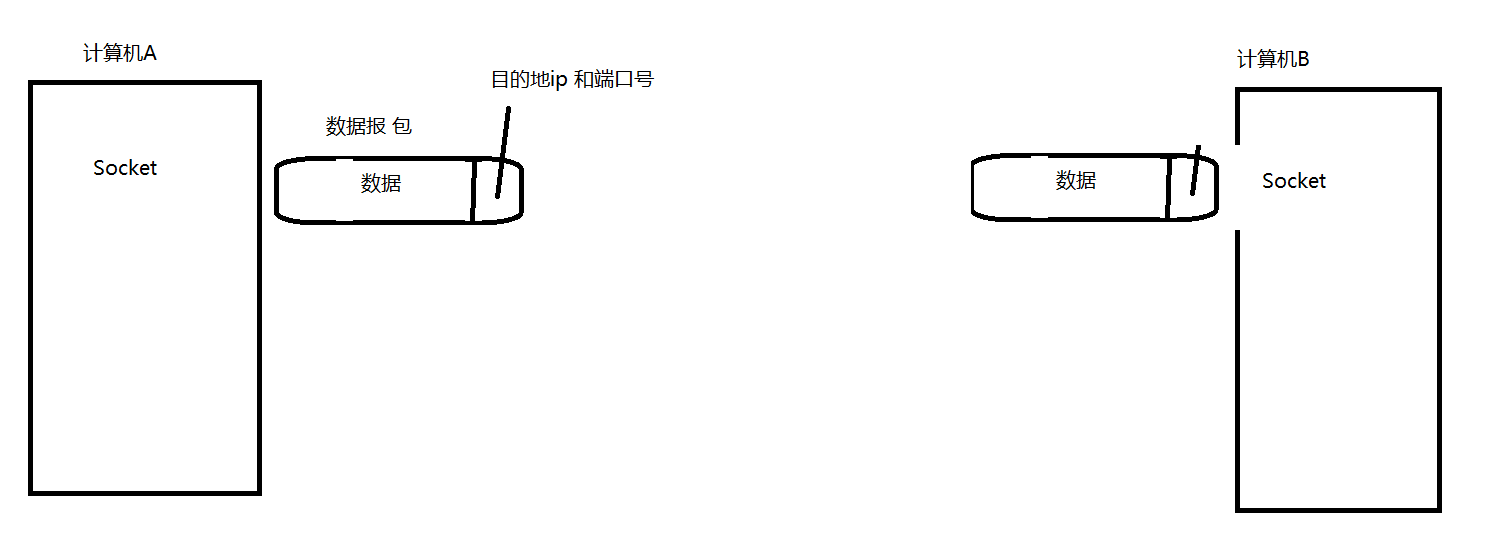 计算机A
Socket
数据报 包
数据
目的地ip 和端口号
数据
计算机B
Socket